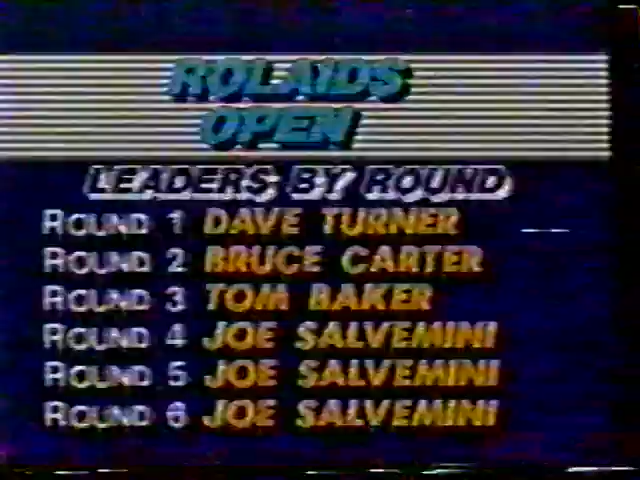 ROLAIDS
OPEN
LEADERS BY ROUND
ROUND 1 DAVE TURNER
ROUND 2 BRUCE CARTER
ROUND 3 TOM BAKER
ROUND 4 JOE SALVEMINI
ROUND 5 JOE SALVEMINI
ROUND 6 JOE SALVEMINI